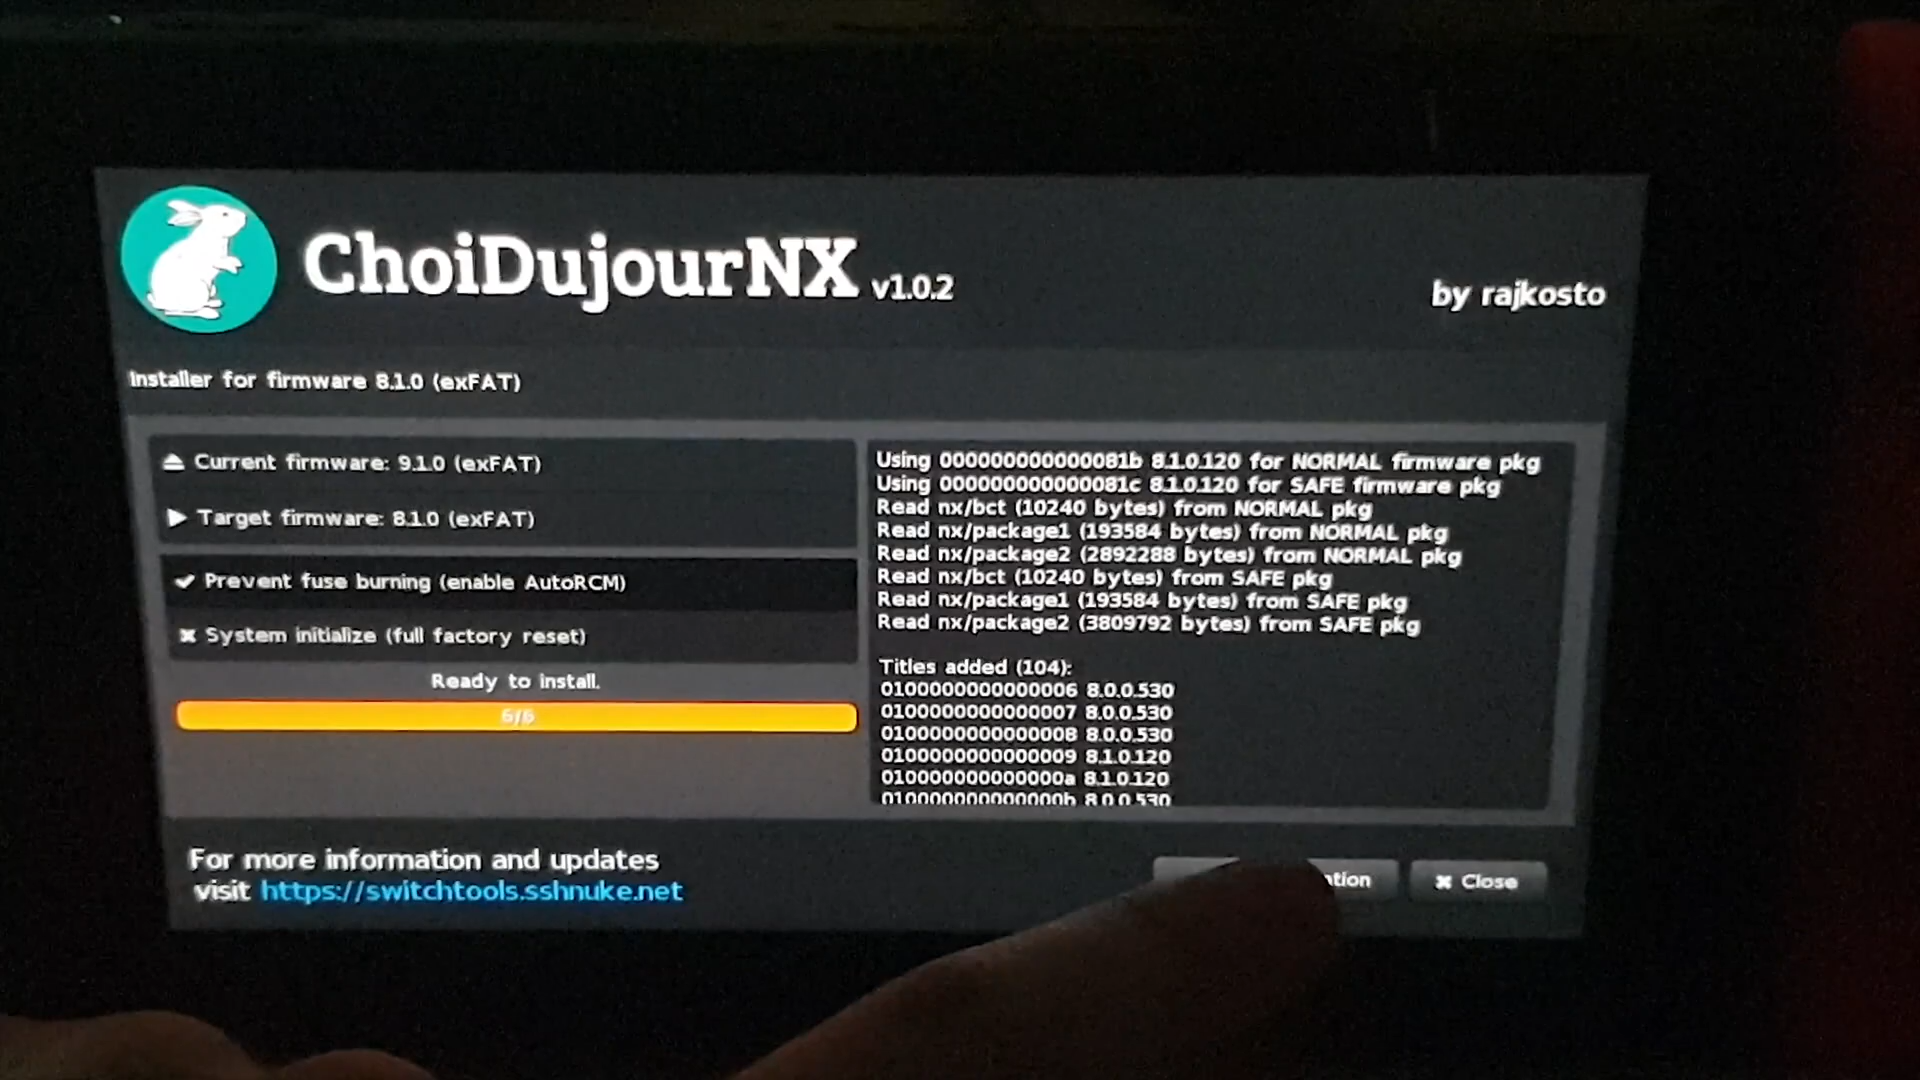 ChoiDujourNX v1.0.2
by rajkosto
Installer for firmware 8.1.0 (exFAT)
Current firmware: 9.1.0 (exFAT)
Target firmware: 8.1.0 (exFAT)
Prevent fuse burning (enable AutoRCM)
System initialize (full factory reset)
Ready to install.
6/6
Using 000000000000081b 8.1.0.120 for NORMAL firmware pkg
Using 000000000000081c 8.1.0.120 for SAFE firmware pkg
Read nx/bct (10240 bytes) from NORMAL pkg
Read nx/package1 (193584 bytes) from NORMAL pkg
Read nx/package2 (2892288 bytes) from NORMAL pkg
Read nx/bct (10240 bytes) from SAFE pkg
Read nx/package1 (193584 bytes) from SAFE pkg
Read nx/package2 (3809792 bytes) from SAFE pkg
Titles added (104):
0100000000000006 8.0.0.530
0100000000000007 8.0.0.530
0100000000000008 8.0.0.530
0100000000000009 8.1.0.120
010000000000000a 8.1.0.120
010000000000000b 8.0.0.530
For more information and updates
visit https://switchtools.sshnuke.net
Close